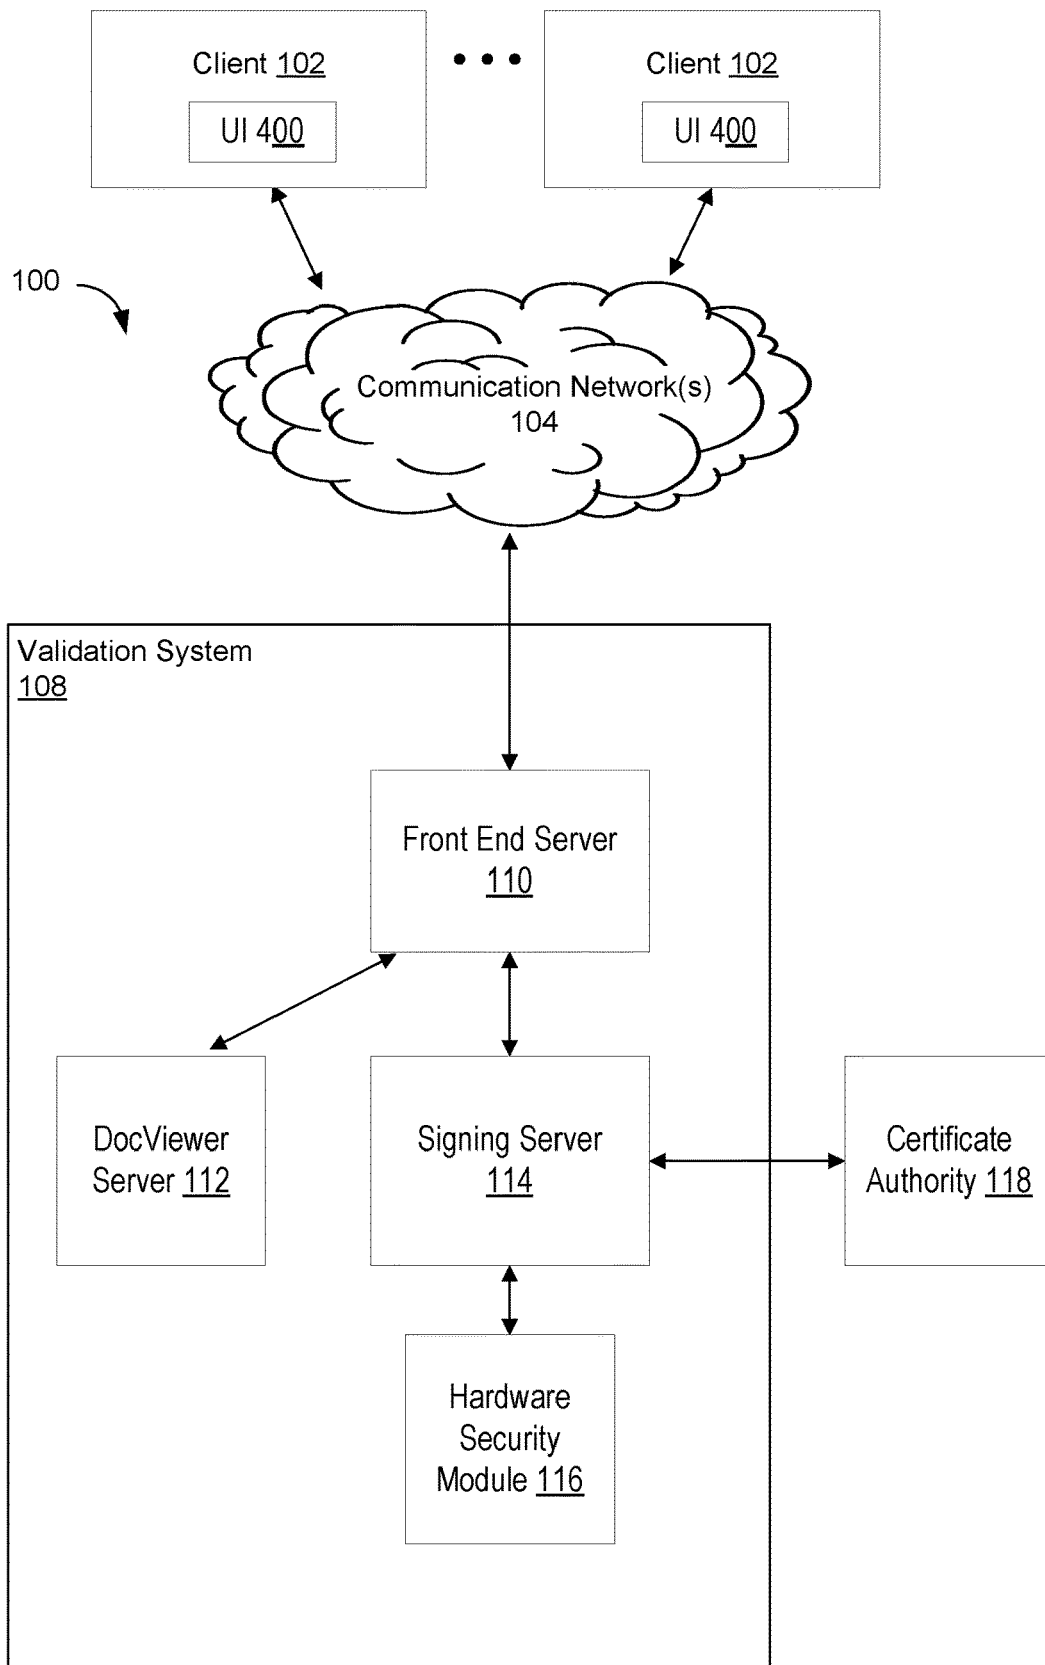 Client 102
UI 400
Client 102
UI 400
100
Communication Network(s)
104
Validation System
108
Front End Server
110
DocViewer
Server 112
Signing Server
114
Certificate
Authority 118
Hardware
Security
Module 116